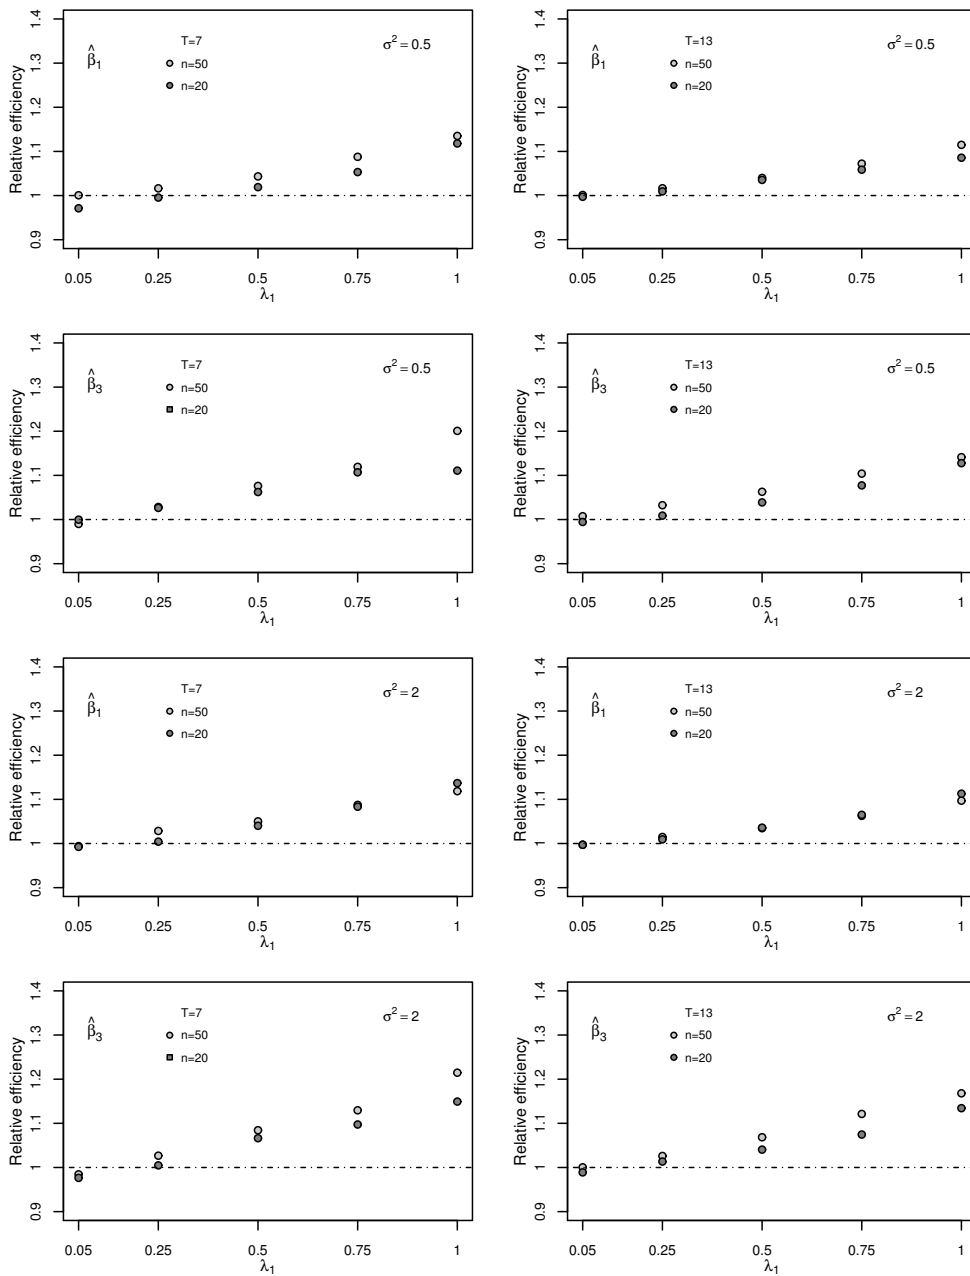 Relative efficiency
1.4
1.3
1.2
1.1
1
0.9
β̂₁
T=7
n=50
n=20
σ² = 0.5
0.05
0.25
0.5
0.75
1
λ₁
Relative efficiency
1.4
1.3
1.2
1.1
1
0.9
β̂₁
T=13
n=50
n=20
σ² = 0.5
0.05
0.25
0.5
0.75
1
λ₁
Relative efficiency
1.4
1.3
1.2
1.1
1
0.9
β̂₃
T=7
n=50
n=20
σ² = 0.5
0.05
0.25
0.5
0.75
1
λ₁
Relative efficiency
1.4
1.3
1.2
1.1
1
0.9
β̂₃
T=13
n=50
n=20
σ² = 0.5
0.05
0.25
0.5
0.75
1
λ₁
Relative efficiency
1.4
1.3
1.2
1.1
1
0.9
β̂₁
T=7
n=50
n=20
σ² = 2
0.05
0.25
0.5
0.75
1
λ₁
Relative efficiency
1.4
1.3
1.2
1.1
1
0.9
β̂₁
T=13
n=50
n=20
σ² = 2
0.05
0.25
0.5
0.75
1
λ₁
Relative efficiency
1.4
1.3
1.2
1.1
1
0.9
β̂₃
T=7
n=50
n=20
σ² = 2
0.05
0.25
0.5
0.75
1
λ₁
Relative efficiency
1.4
1.3
1.2
1.1
1
0.9
β̂₃
T=13
n=50
n=20
σ² = 2
0.05
0.25
0.5
0.75
1
λ₁